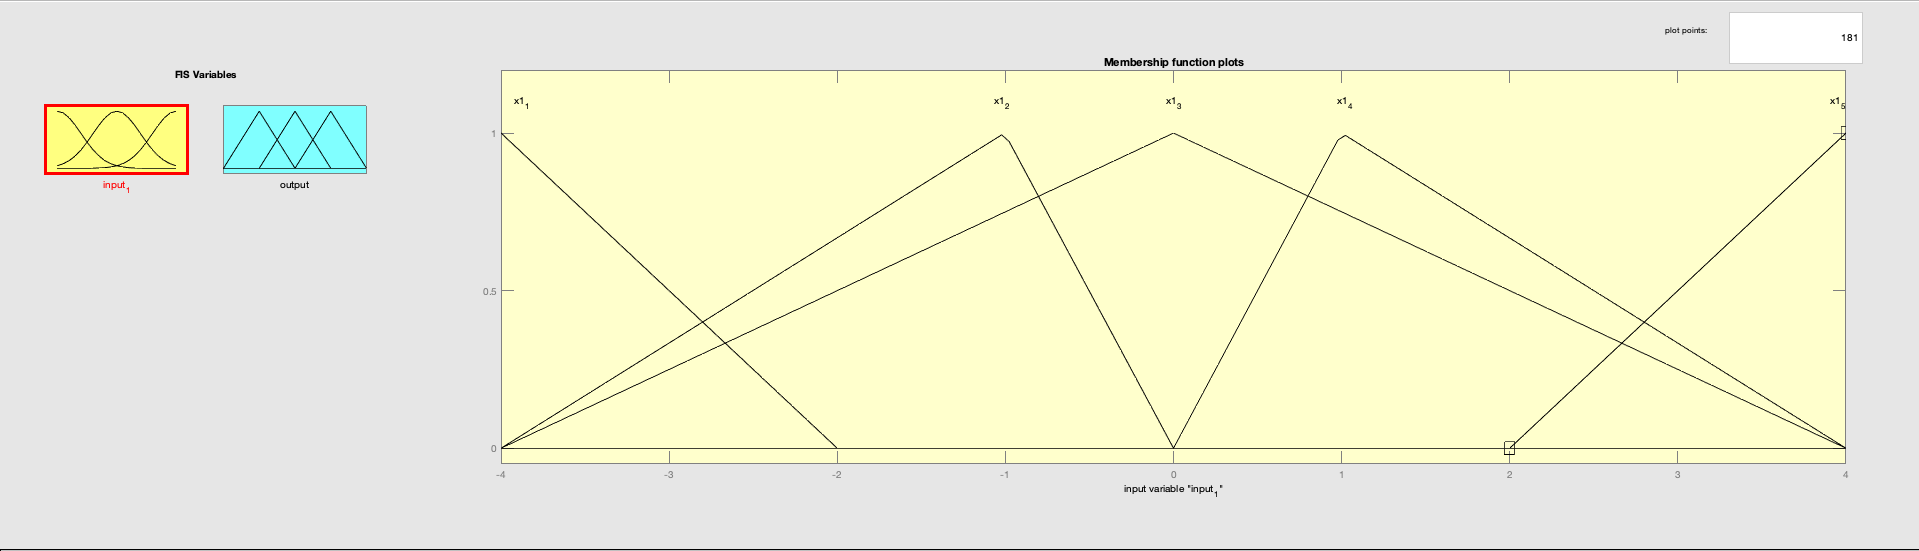 plot points:
181
FIS Variables
Membership function plots
input1
output
x11
x12
x13
x14
x15
1
0.5
0
-4
-3
-2
-1
0
1
2
3
4
input variable "input1"